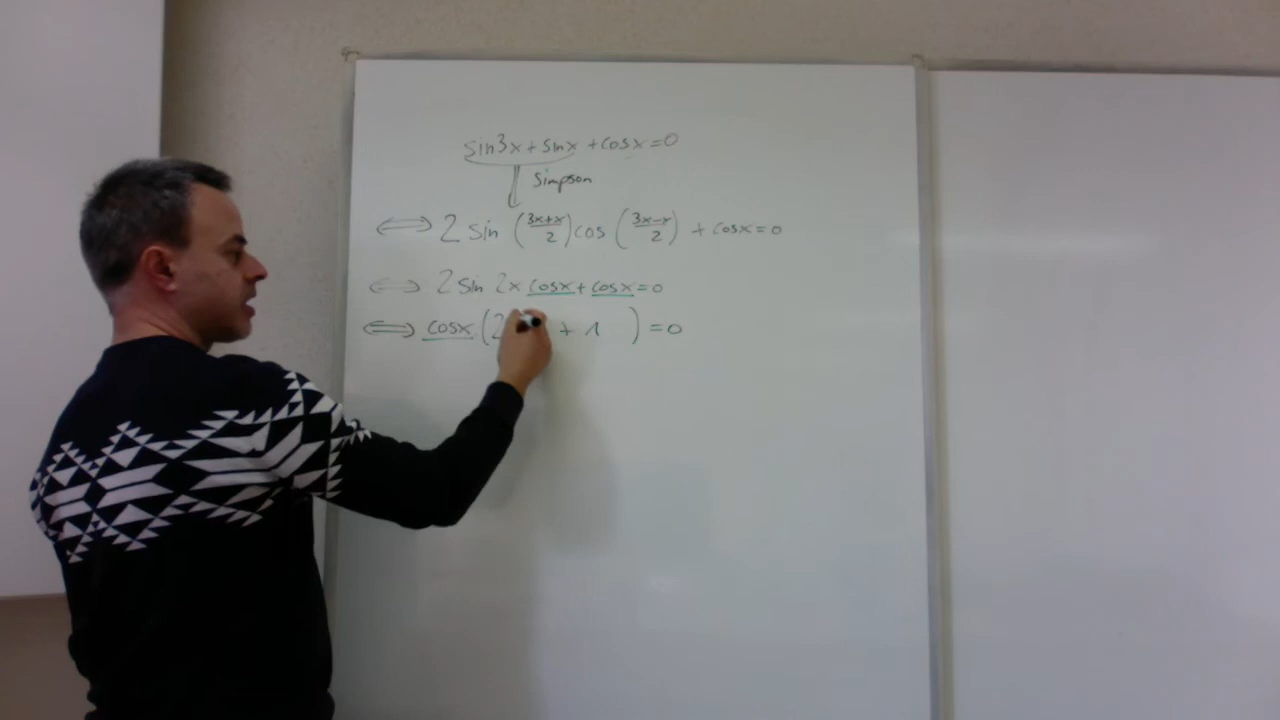 sin3x + sinx + cosx = 0
Simpson
⟺ 2 sin (3x+x/2) cos (3x-x/2) + cosx = 0
⟺ 2 sin 2x cosx + cosx = 0
⟺ cosx (2 + 1 ) = 0